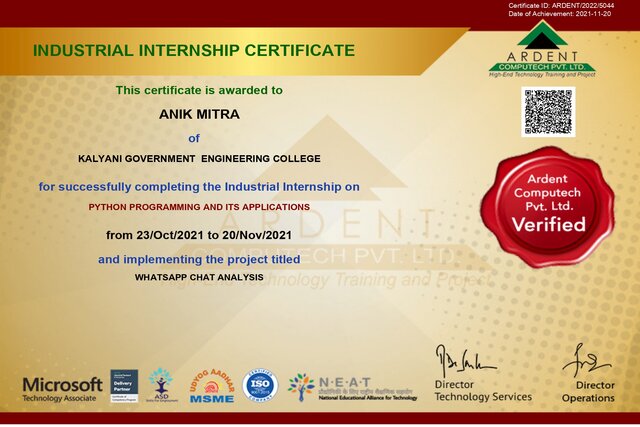 Certificate ID: ARDENT/2022/5044
Date of Achievement: 2021-11-20
INDUSTRIAL INTERNSHIP CERTIFICATE
ARDENT
COMPUTECH PVT. LTD.
High-End Technology Training and Project
This certificate is awarded to
ANIK MITRA
of
KALYANI GOVERNMENT ENGINEERING COLLEGE
for successfully completing the Industrial Internship on
PYTHON PROGRAMMING AND ITS APPLICATIONS
from 23/Oct/2021 to 20/Nov/2021
and implementing the project titled
WHATSAPP CHAT ANALYSIS
Ardent
Computech
Pvt. Ltd.
Verified
ARDENT
COMPUTECH PVT. LTD.
High-End Technology Training and Project
Director
Technology Services
Director
Operations
Microsoft
Technology Associate
Delivery
Partner
ASD
UDYOG AADHAR
MSME
ISO
N·E·A·T
National Educational Alliance for Technology